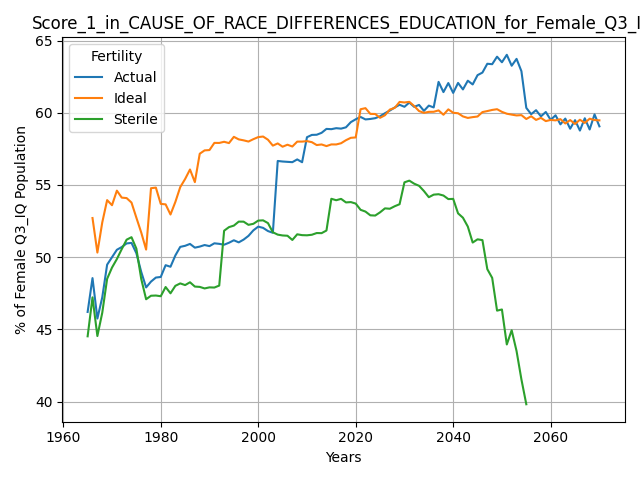 Score_1_in_CAUSE_OF_RACE_DIFFERENCES_EDUCATION_for_Female_Q3_I
% of Female Q3_IQ Population
65
60
55
50
45
40
Fertility
Actual
Ideal
Sterile
1960
1980
2000
2020
2040
2060
Years